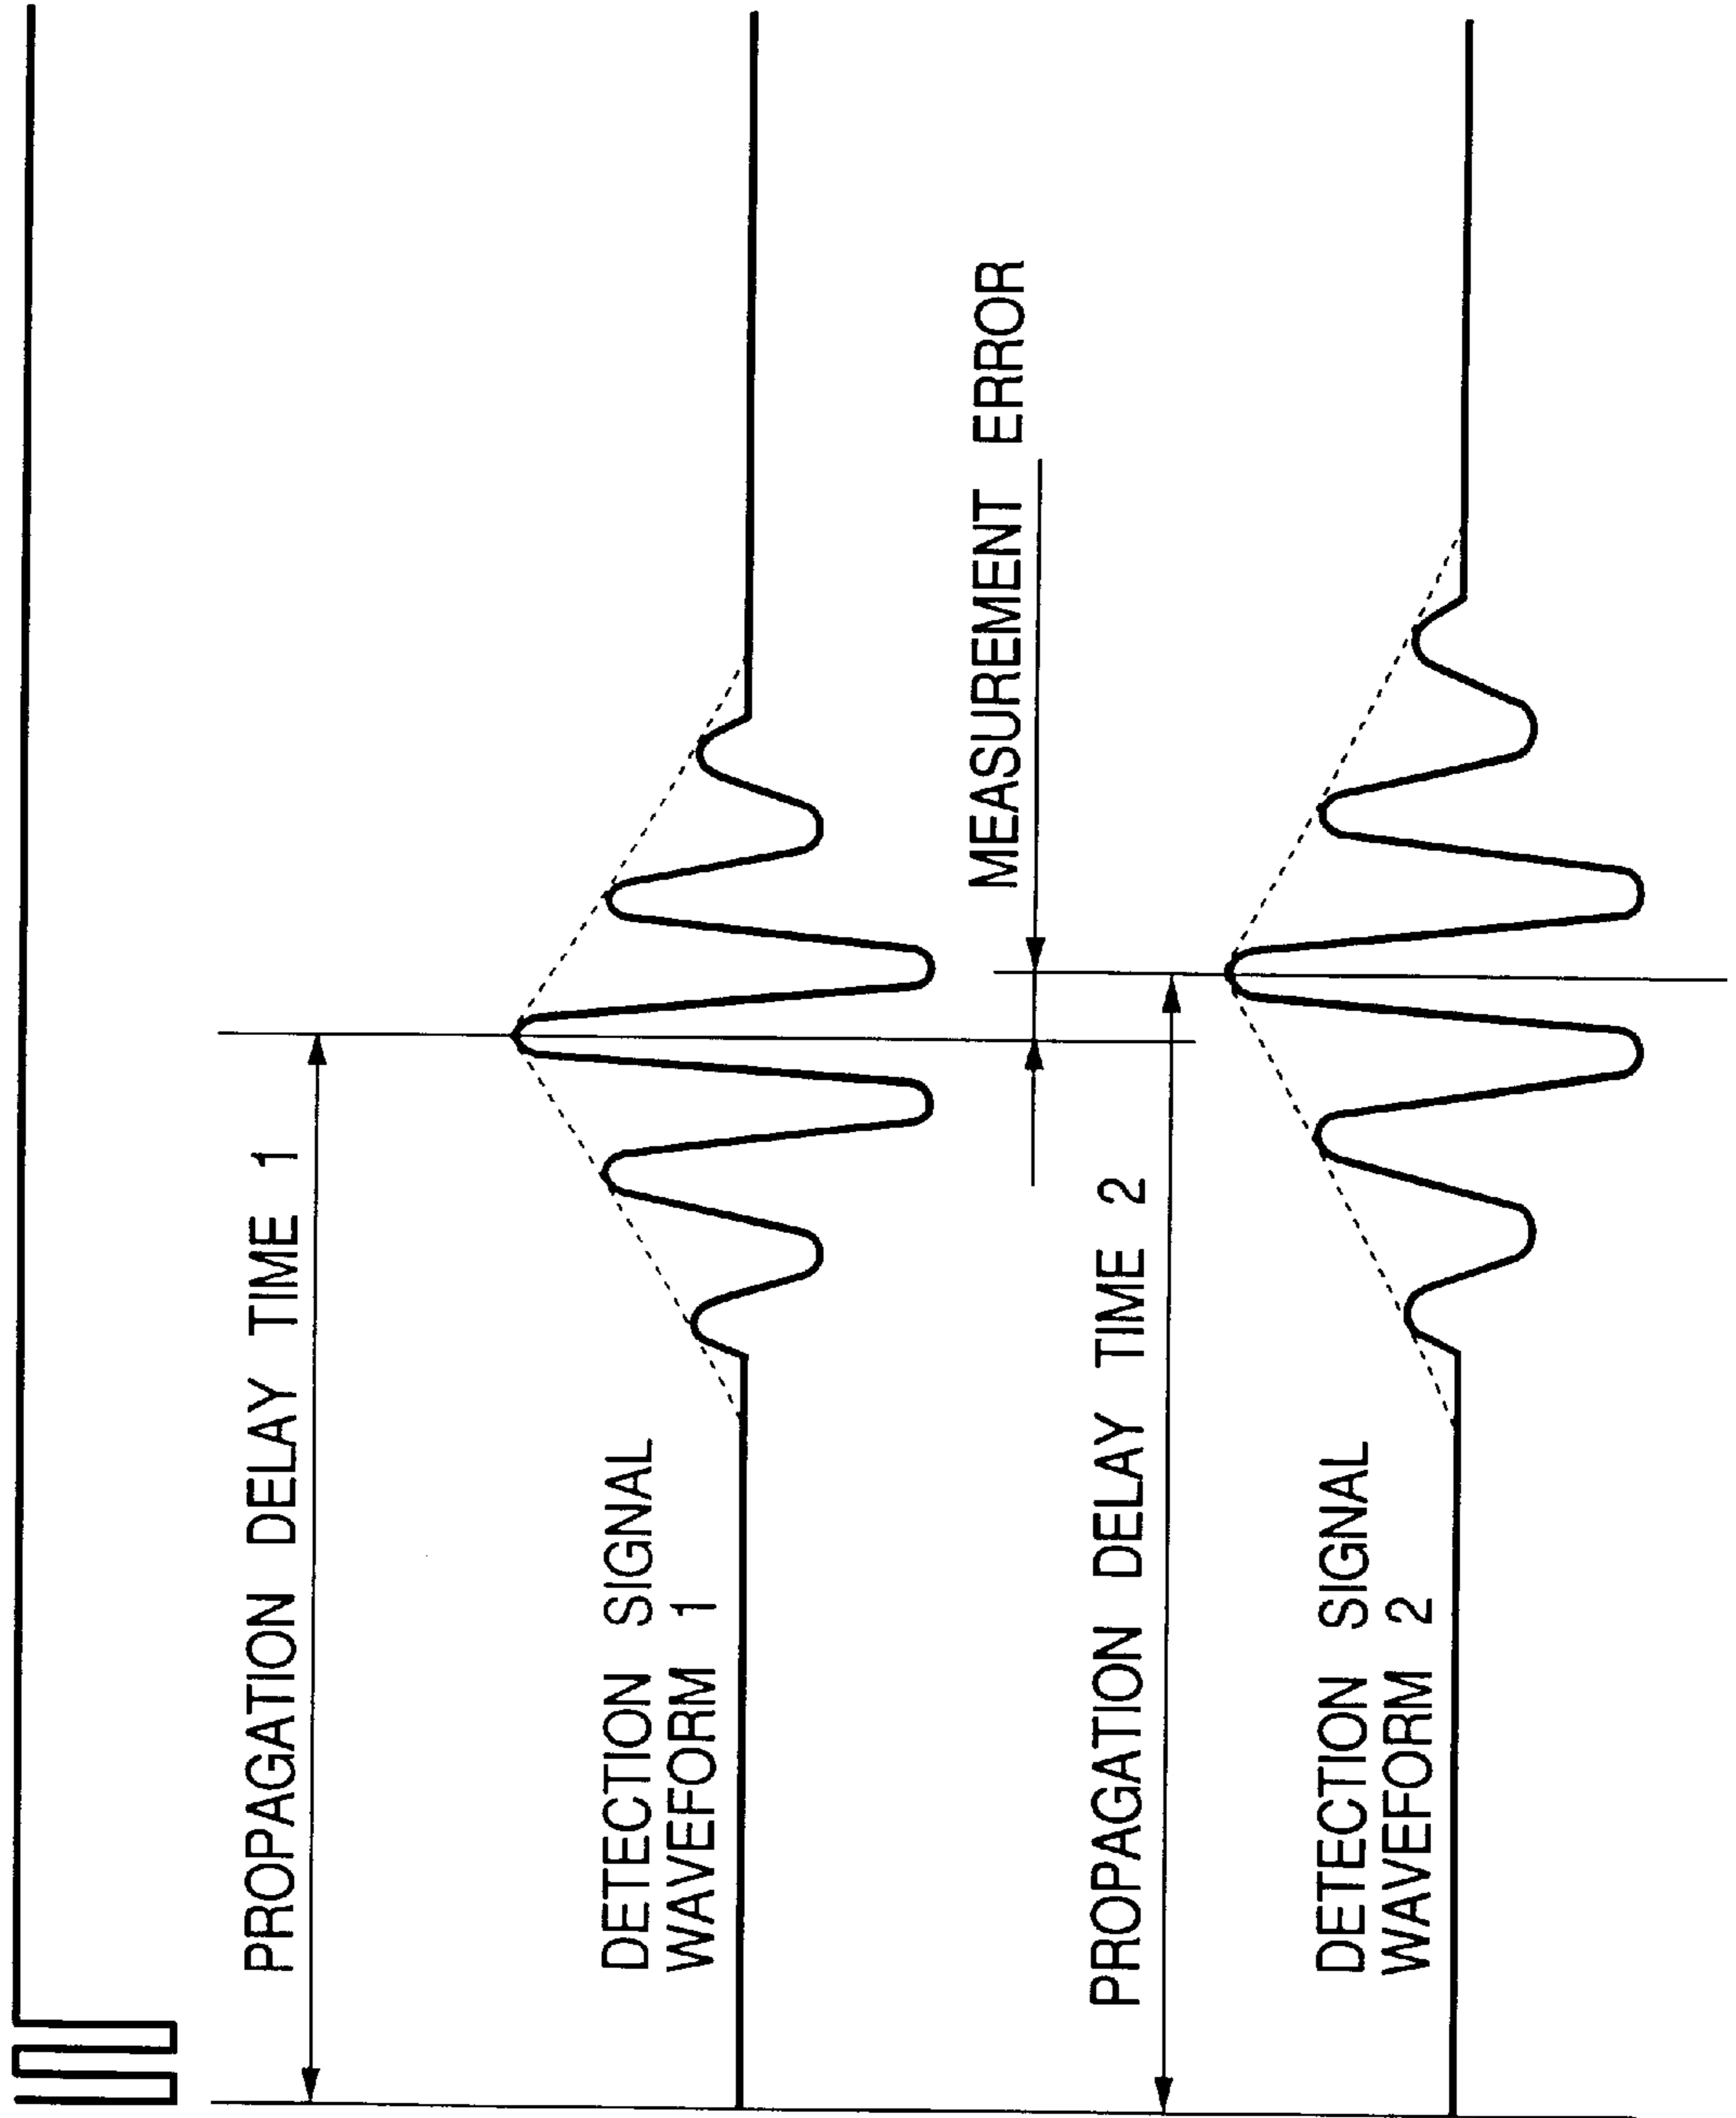 PROPAGATION DELAY TIME 1
DETECTION SIGNAL
WAVEFORM 1
MEASUREMENT ERROR
PROPAGATION DELAY TIME 2
DETECTION SIGNAL
WAVEFORM 2